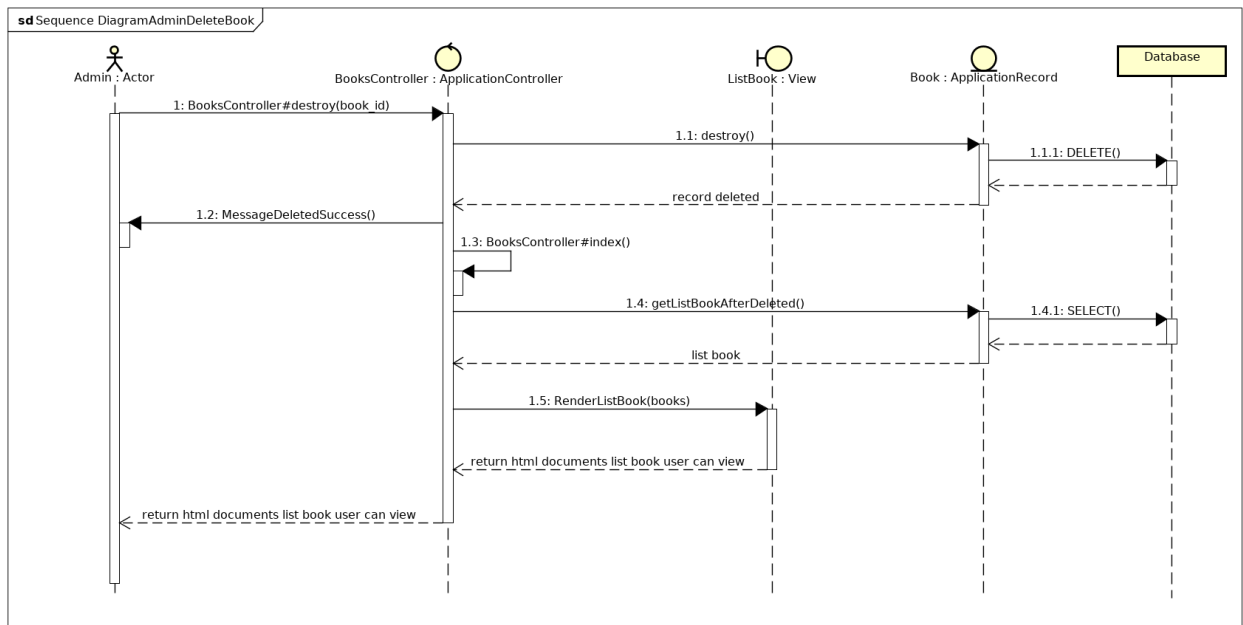 sd Sequence DiagramAdminDeleteBook
Admin : Actor
BooksController : ApplicationController
ListBook : View
Book : ApplicationRecord
Database
1: BooksController#destroy(book_id)
1.1: destroy()
1.1.1: DELETE()
record deleted
1.2: MessageDeletedSuccess()
1.3: BooksController#index()
1.4: getListBookAfterDeleted()
1.4.1: SELECT()
list book
1.5: RenderListBook(books)
return html documents list book user can view
return html documents list book user can view